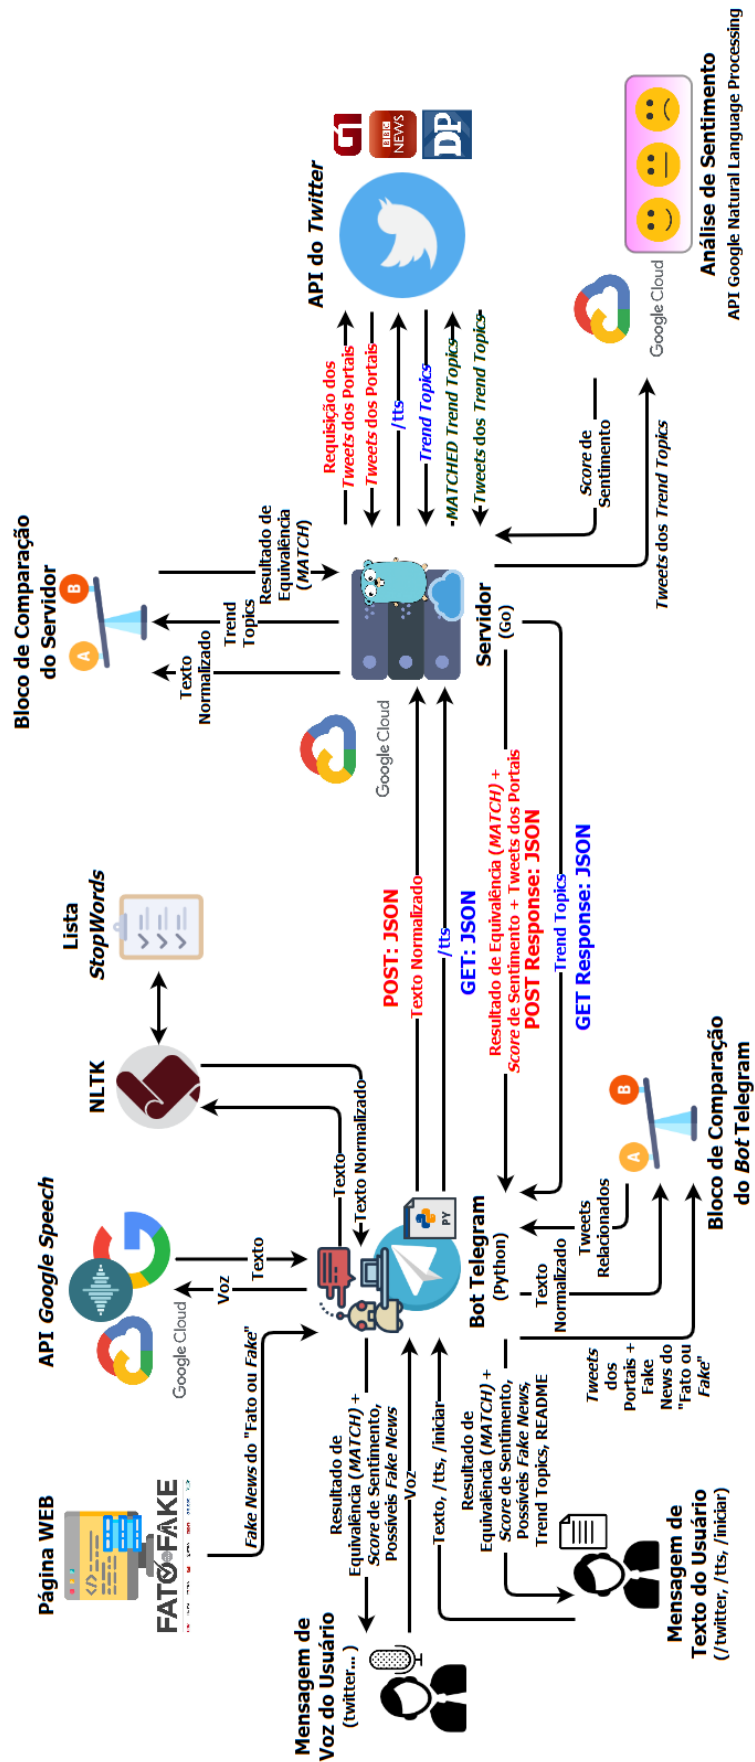 Página WEB
</>
FATO
OU
FAKE
Fake News do "Fato ou Fake"
API Google Speech
Google Cloud
Voz
Texto
NLTK
Lista
StopWords
Texto
Texto Normalizado
Bloco de Comparação
do Servidor
A
B
Texto
Normalizado
Trend
Topics
Resultado de
Equivalência
(MATCH)
API do Twitter
G1
BBC
NEWS
DP
Requisição dos
Tweets dos Portais
Tweets dos Portais
/tts
Trend Topics
MATCHED Trend Topics
Tweets dos Trend Topics
Mensagem de
Voz do Usuário
(twitter... )
Resultado de
Equivalência (MATCH) +
Score de Sentimento,
Possíveis Fake News
Voz
Texto, /tts, /iniciar
Resultado de
Equivalência (MATCH) +
Score de Sentimento,
Possíveis Fake News,
Trend Topics, README
Mensagem de
Texto do Usuário
(/twitter, /tts, /iniciar)
PY
Bot Telegram
(Python)
Google Cloud
POST: JSON
Texto Normalizado
/tts
GET: JSON
Servidor
(Go)
Resultado de Equivalência (MATCH) +
Score de Sentimento + Tweets dos Portais
POST Response: JSON
Trend Topics
GET Response: JSON
Texto
Normalizado
Tweets
Relacionados
Tweets
dos
Portais +
Fake
News do
"Fato ou
Fake"
A
B
Bloco de Comparação
do Bot Telegram
Score de
Sentimento
Tweets dos Trend Topics
Google Cloud
Análise de Sentimento
API Google Natural Language Processing